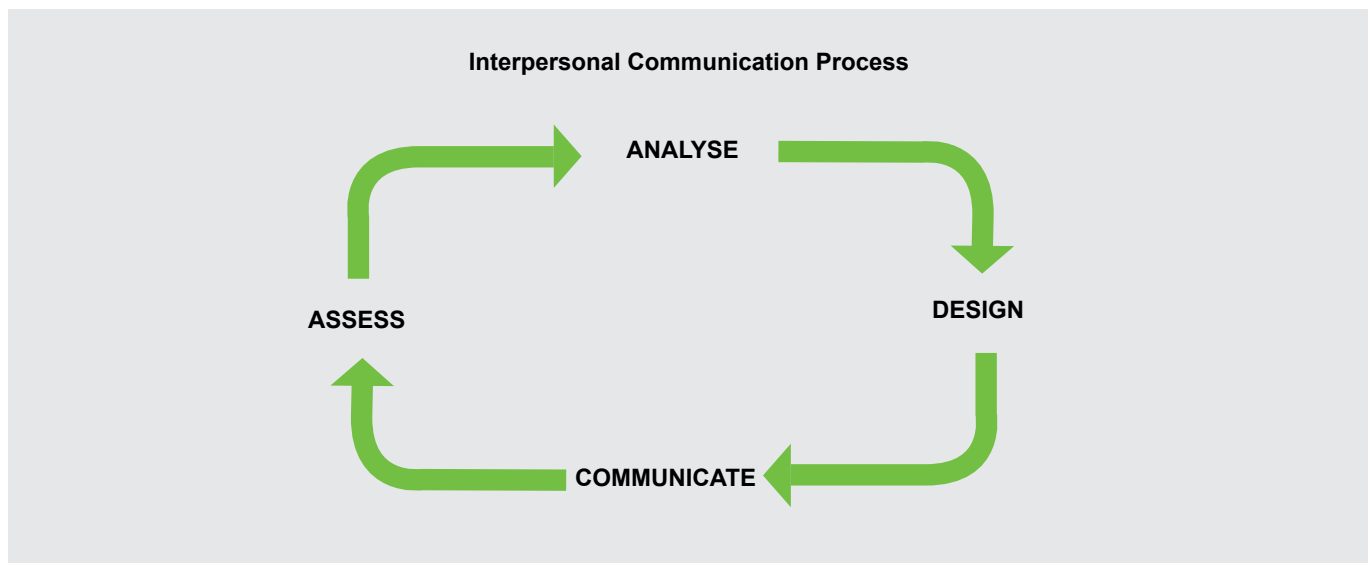 Interpersonal Communication Process
ANALYSE
DESIGN
ASSESS
COMMUNICATE